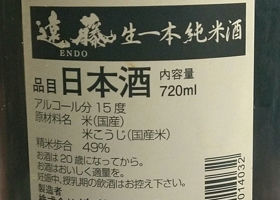 遠藤 生一本純米酒
ENDO
品目 日本酒 内容量 720ml
アルコール分15度
原材料名 米(国産)
米こうじ(国産米)
精米歩合 49%
お酒は20歳になってから。
お酒はおいしく適量を。
妊娠中、授乳期の飲酒はお控え下さい。
製造者
014032